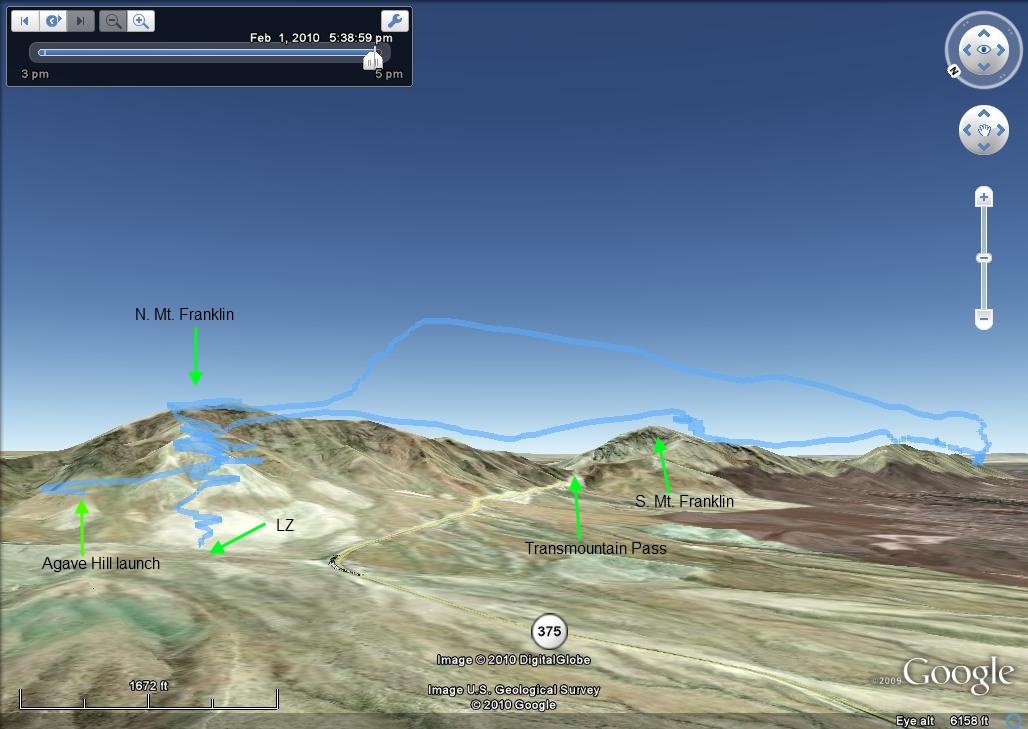 Feb 1, 2010 5:38:59 pm
3 pm
5 pm
N
N. Mt. Franklin
S. Mt. Franklin
LZ
Transmountain Pass
Agave Hill launch
375
Image © 2010 DigitalGlobe
1672 ft
Image U.S. Geological Survey
© 2010 Google
©2009 Google
Eye alt 6158 ft